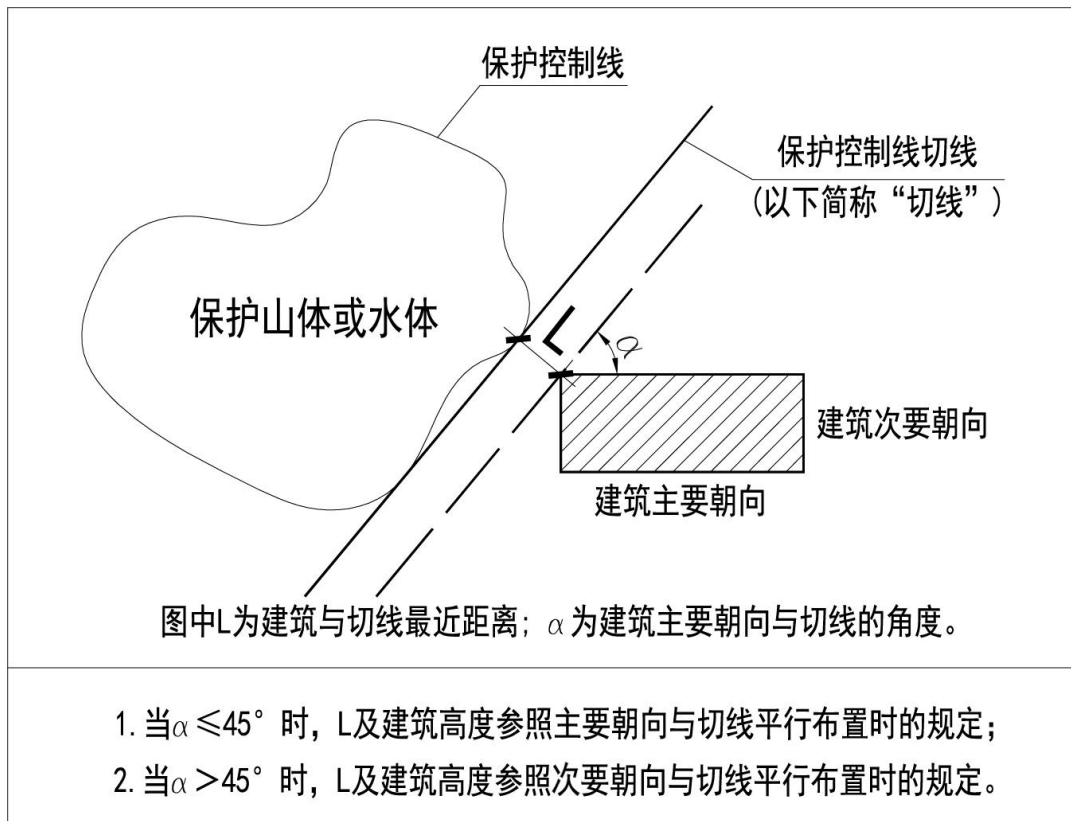 保护控制线
保护控制线切线
(以下简称“切线”)
保护山体或水体
L
α
建筑次要朝向
建筑主要朝向
图中L为建筑与切线最近距离；α为建筑主要朝向与切线的角度。
1.当α≤45°时，L及建筑高度参照主要朝向与切线平行布置时的规定；
2.当α＞45°时，L及建筑高度参照次要朝向与切线平行布置时的规定。